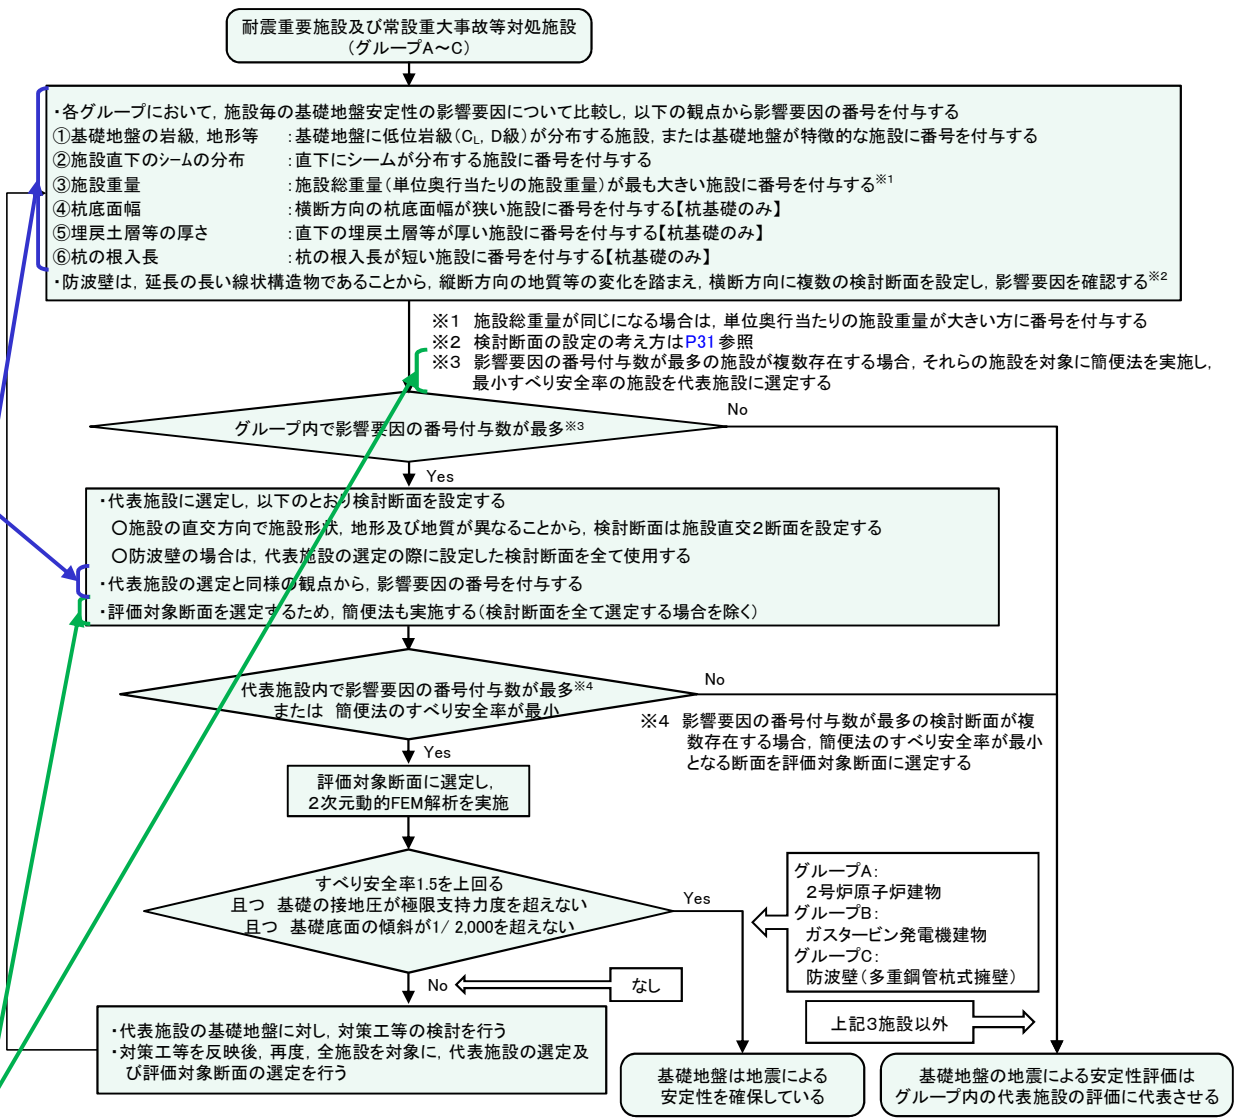 耐震重要施設及び常設重大事故等対処施設
（グループA～C）
・各グループにおいて，施設毎の基礎地盤安定性の影響要因について比較し，以下の観点から影響要因の番号を付与する
①基礎地盤の岩級，地形等　：基礎地盤に低位岩級（CL，D級）が分布する施設，または基礎地盤が特徴的な施設に番号を付与する
②施設直下のシームの分布　：直下にシームが分布する施設に番号を付与する
③施設重量　：施設総重量（単位奥行当たりの施設重量）が最も大きい施設に番号を付与する※1
④杭底面幅　：横断方向の杭底面幅が狭い施設に番号を付与する【杭基礎のみ】
⑤埋戻土層等の厚さ　：直下の埋戻土層等が厚い施設に番号を付与する【杭基礎のみ】
⑥杭の根入長　：杭の根入長が短い施設に番号を付与する【杭基礎のみ】
・防波壁は，延長の長い線状構造物であることから，縦断方向の地質等の変化を踏まえ，横断方向に複数の検討断面を設定し，影響要因を確認する※2
※１　施設総重量が同じになる場合は，単位奥行当たりの施設重量が大きい方に番号を付与する
※２　検討断面の設定の考え方はP31参照
※３　影響要因の番号付与数が最多の施設が複数存在する場合，それらの施設を対象に簡便法を実施し，
最小すべり安全率の施設を代表施設に選定する
グループ内で影響要因の番号付与数が最多※3
No
Yes
・代表施設に選定し，以下のとおり検討断面を設定する
○施設の直交方向で施設形状，地形及び地質が異なることから，検討断面は施設直交２断面を設定する
○防波壁の場合は，代表施設の選定の際に設定した検討断面を全て使用する
・代表施設の選定と同様の観点から，影響要因の番号を付与する
・評価対象断面を選定するため，簡便法も実施する（検討断面を全て選定する場合を除く）
代表施設内で影響要因の番号付与数が最多※4
または　簡便法のすべり安全率が最小
No
Yes
※４　影響要因の番号付与数が最多の検討断面が複
数存在する場合，簡便法のすべり安全率が最小
となる断面を評価対象断面に選定する
評価対象断面に選定し，
２次元動的FEM解析を実施
すべり安全率1.5を上回る
且つ　基礎の接地圧が極限支持力度を超えない
且つ　基礎底面の傾斜が1/ 2,000を超えない
Yes
No
なし
グループA：
２号炉原子炉建物
グループB：
ガスタービン発電機建物
グループC：
防波壁（多重鋼管杭式擁壁）
上記３施設以外
・代表施設の基礎地盤に対し，対策工等の検討を行う
・対策工等を反映後，再度，全施設を対象に，代表施設の選定及
び評価対象断面の選定を行う
基礎地盤は地震による
安定性を確保している
基礎地盤の地震による安定性評価は
グループ内の代表施設の評価に代表させる